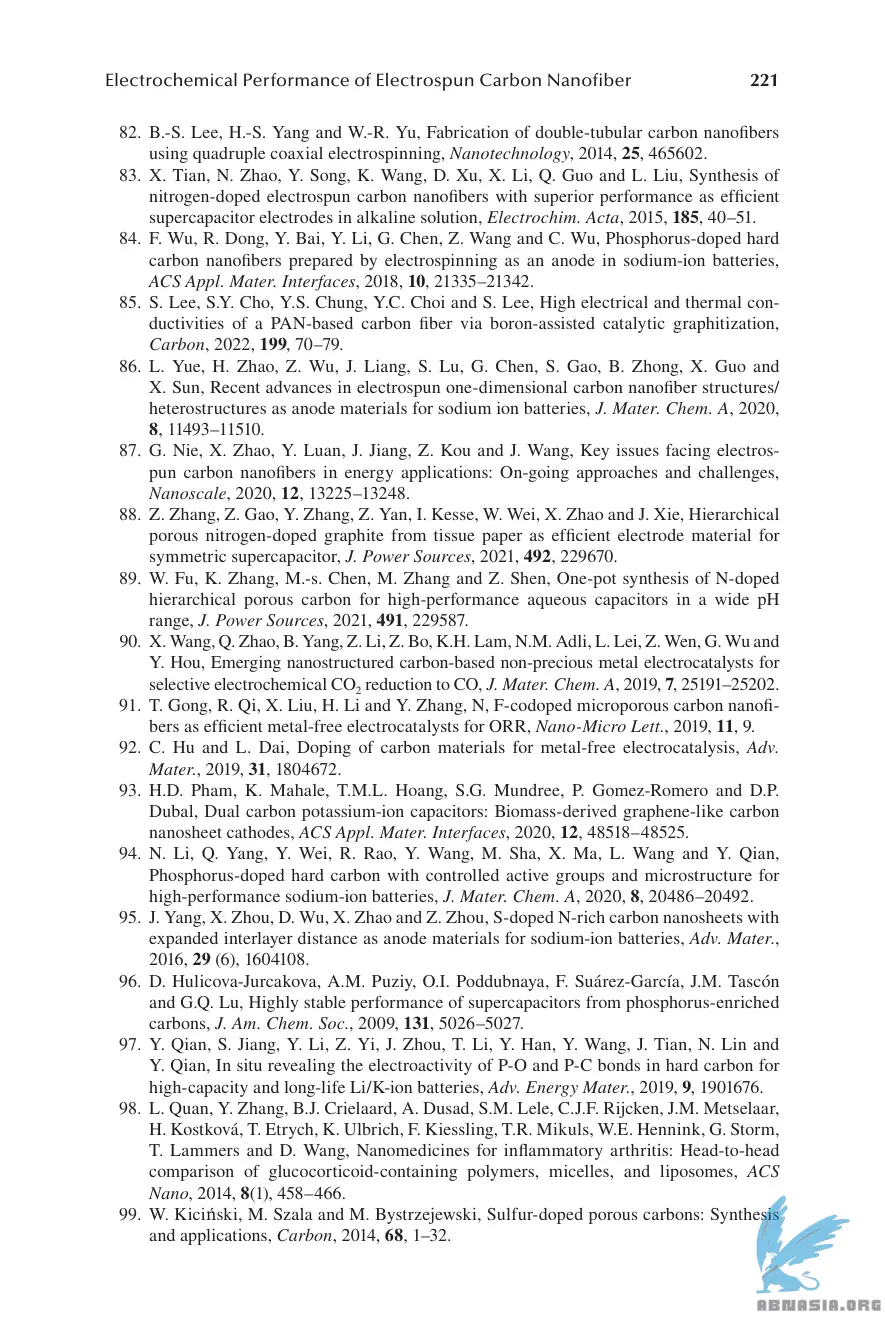 Electrochemical Performance of Electrospun Carbon Nanofiber 221
82. B.-S. Lee, H.-S. Yang and W.-R. Yu, Fabrication of double-tubular carbon nanofibers
using quadruple coaxial electrospinning, Nanotechnology, 2014, 25, 465602.
83. X. Tian, N. Zhao, Y. Song, K. Wang, D. Xu, X. Li, Q. Guo and L. Liu, Synthesis of
nitrogen-doped electrospun carbon nanofibers with superior performance as efficient
supercapacitor electrodes in alkaline solution, Electrochim. Acta, 2015, 185, 40–51.
84. F. Wu, R. Dong, Y. Bai, Y. Li, G. Chen, Z. Wang and C. Wu, Phosphorus-doped hard
carbon nanofibers prepared by electrospinning as an anode in sodium-ion batteries,
ACS Appl. Mater. Interfaces, 2018, 10, 21335–21342.
85. S. Lee, S.Y. Cho, Y.S. Chung, Y.C. Choi and S. Lee, High electrical and thermal con-
ductivities of a PAN-based carbon fiber via boron-assisted catalytic graphitization,
Carbon, 2022, 199, 70–79.
86. L. Yue, H. Zhao, Z. Wu, J. Liang, S. Lu, G. Chen, S. Gao, B. Zhong, X. Guo and
X. Sun, Recent advances in electrospun one-dimensional carbon nanofiber structures/
heterostructures as anode materials for sodium ion batteries, J. Mater. Chem. A, 2020,
8, 11493–11510.
87. G. Nie, X. Zhao, Y. Luan, J. Jiang, Z. Kou and J. Wang, Key issues facing electros-
pun carbon nanofibers in energy applications: On-going approaches and challenges,
Nanoscale, 2020, 12, 13225–13248.
88. Z. Zhang, Z. Gao, Y. Zhang, Z. Yan, I. Kesse, W. Wei, X. Zhao and J. Xie, Hierarchical
porous nitrogen-doped graphite from tissue paper as efficient electrode material for
symmetric supercapacitor, J. Power Sources, 2021, 492, 229670.
89. W. Fu, K. Zhang, M.-s. Chen, M. Zhang and Z. Shen, One-pot synthesis of N-doped
hierarchical porous carbon for high-performance aqueous capacitors in a wide pH
range, J. Power Sources, 2021, 491, 229587.
90. X. Wang, Q. Zhao, B. Yang, Z. Li, Z. Bo, K.H. Lam, N.M. Adli, L. Lei, Z. Wen, G. Wu and
Y. Hou, Emerging nanostructured carbon-based non-precious metal electrocatalysts for
selective electrochemical CO₂ reduction to CO, J. Mater. Chem. A, 2019, 7, 25191–25202.
91. T. Gong, R. Qi, X. Liu, H. Li and Y. Zhang, N, F-codoped microporous carbon nanofi-
bers as efficient metal-free electrocatalysts for ORR, Nano-Micro Lett., 2019, 11, 9.
92. C. Hu and L. Dai, Doping of carbon materials for metal-free electrocatalysis, Adv.
Mater., 2019, 31, 1804672.
93. H.D. Pham, K. Mahale, T.M.L. Hoang, S.G. Mundree, P. Gomez-Romero and D.P.
Dubal, Dual carbon potassium-ion capacitors: Biomass-derived graphene-like carbon
nanosheet cathodes, ACS Appl. Mater. Interfaces, 2020, 12, 48518–48525.
94. N. Li, Q. Yang, Y. Wei, R. Rao, Y. Wang, M. Sha, X. Ma, L. Wang and Y. Qian,
Phosphorus-doped hard carbon with controlled active groups and microstructure for
high-performance sodium-ion batteries, J. Mater. Chem. A, 2020, 8, 20486–20492.
95. J. Yang, X. Zhou, D. Wu, X. Zhao and Z. Zhou, S-doped N-rich carbon nanosheets with
expanded interlayer distance as anode materials for sodium-ion batteries, Adv. Mater.,
2016, 29 (6), 1604108.
96. D. Hulicova-Jurcakova, A.M. Puziy, O.I. Poddubnaya, F. Suárez-García, J.M. Tascón
and G.Q. Lu, Highly stable performance of supercapacitors from phosphorus-enriched
carbons, J. Am. Chem. Soc., 2009, 131, 5026–5027.
97. Y. Qian, S. Jiang, Y. Li, Z. Yi, J. Zhou, T. Li, Y. Han, Y. Wang, J. Tian, N. Lin and
Y. Qian, In situ revealing the electroactivity of P-O and P-C bonds in hard carbon for
high-capacity and long-life Li/K-ion batteries, Adv. Energy Mater., 2019, 9, 1901676.
98. L. Quan, Y. Zhang, B.J. Crielaard, A. Dusad, S.M. Lele, C.J.F. Rijcken, J.M. Metselaar,
H. Kostková, T. Etrych, K. Ulbrich, F. Kiessling, T.R. Mikuls, W.E. Hennink, G. Storm,
T. Lammers and D. Wang, Nanomedicines for inflammatory arthritis: Head-to-head
comparison of glucocorticoid-containing polymers, micelles, and liposomes, ACS
Nano, 2014, 8(1), 458–466.
99. W. Kiciński, M. Szala and M. Bystrzejewski, Sulfur-doped porous carbons: Synthesis
and applications, Carbon, 2014, 68, 1–32.
ABNASIA.ORG